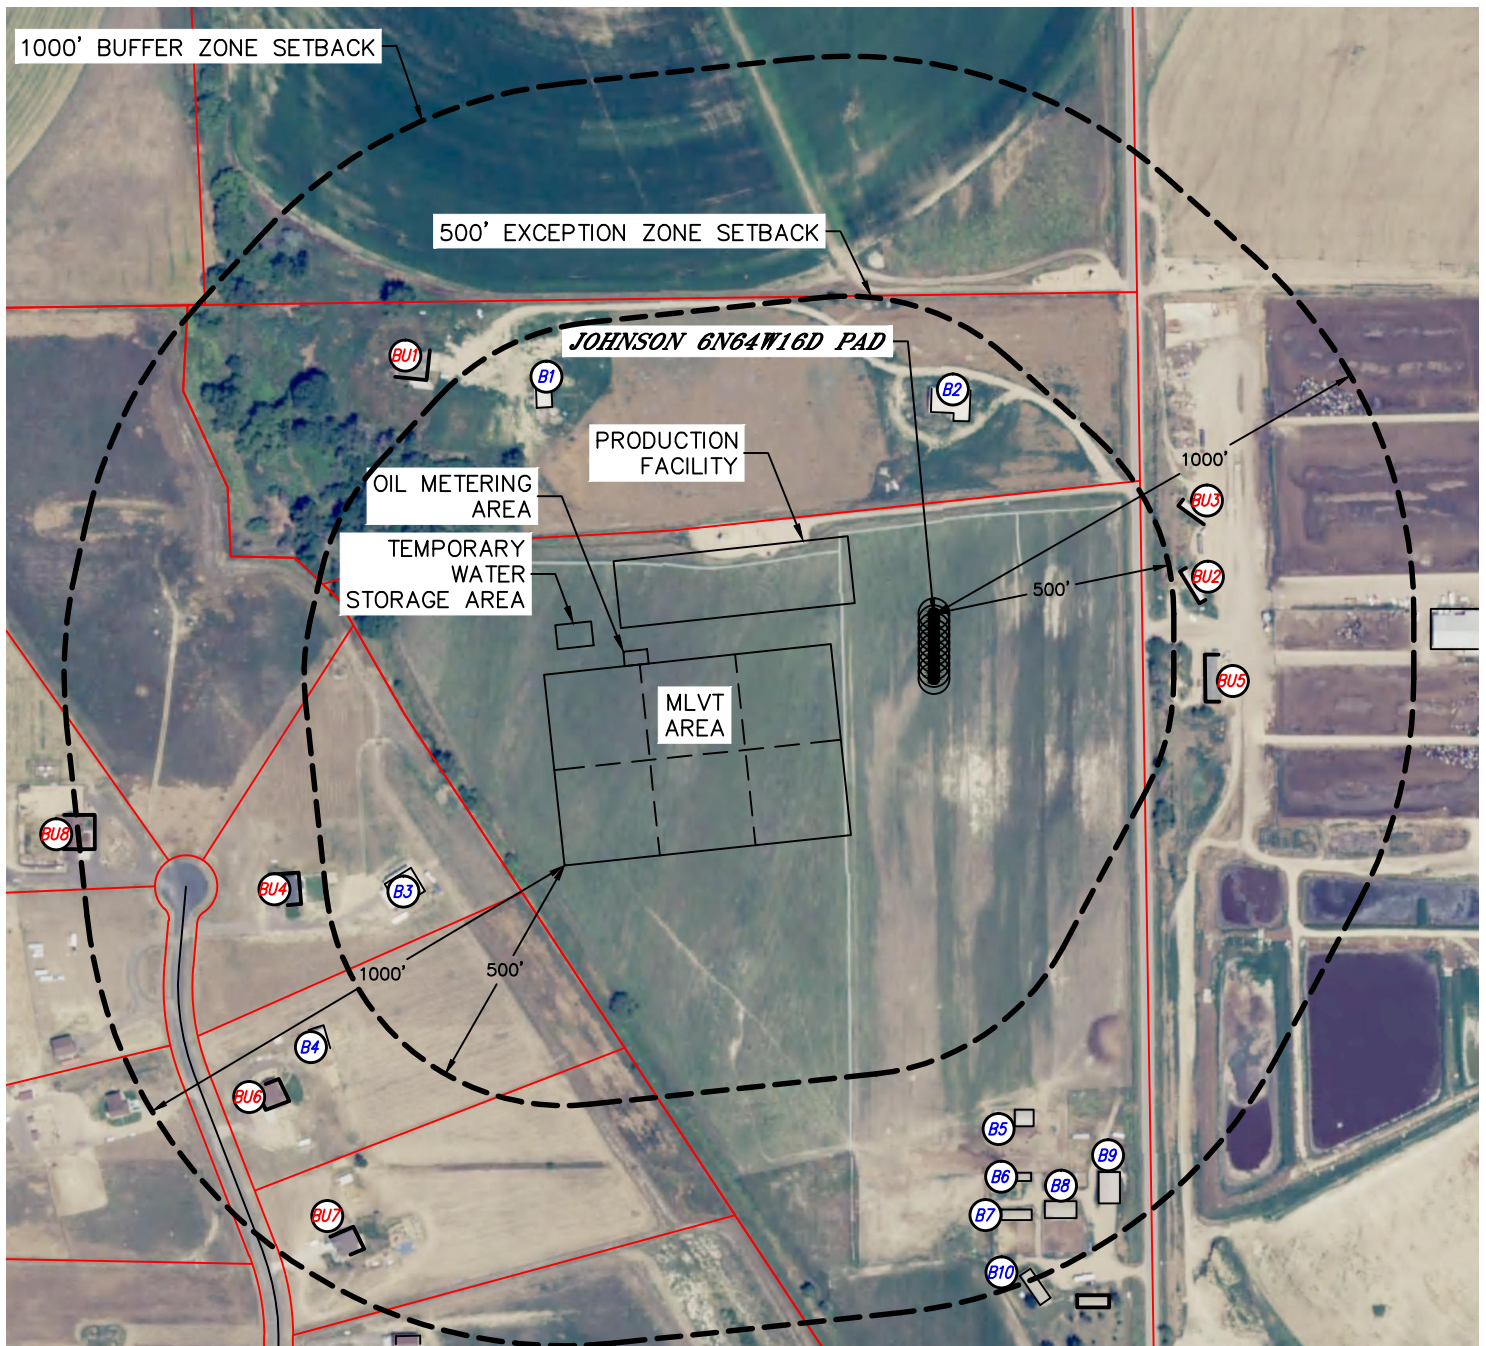 1000' BUFFER ZONE SETBACK
500' EXCEPTION ZONE SETBACK
JOHNSON 6N64W16D PAD
BU1
B1
B2
PRODUCTION
FACILITY
1000'
OIL METERING
AREA
BU3
TEMPORARY
WATER
STORAGE AREA
BU2
500'
BU5
MLVT
AREA
BU8
BU4
B3
1000'
500'
B4
BU6
B5
B9
B6
B8
BU7
B7
B10